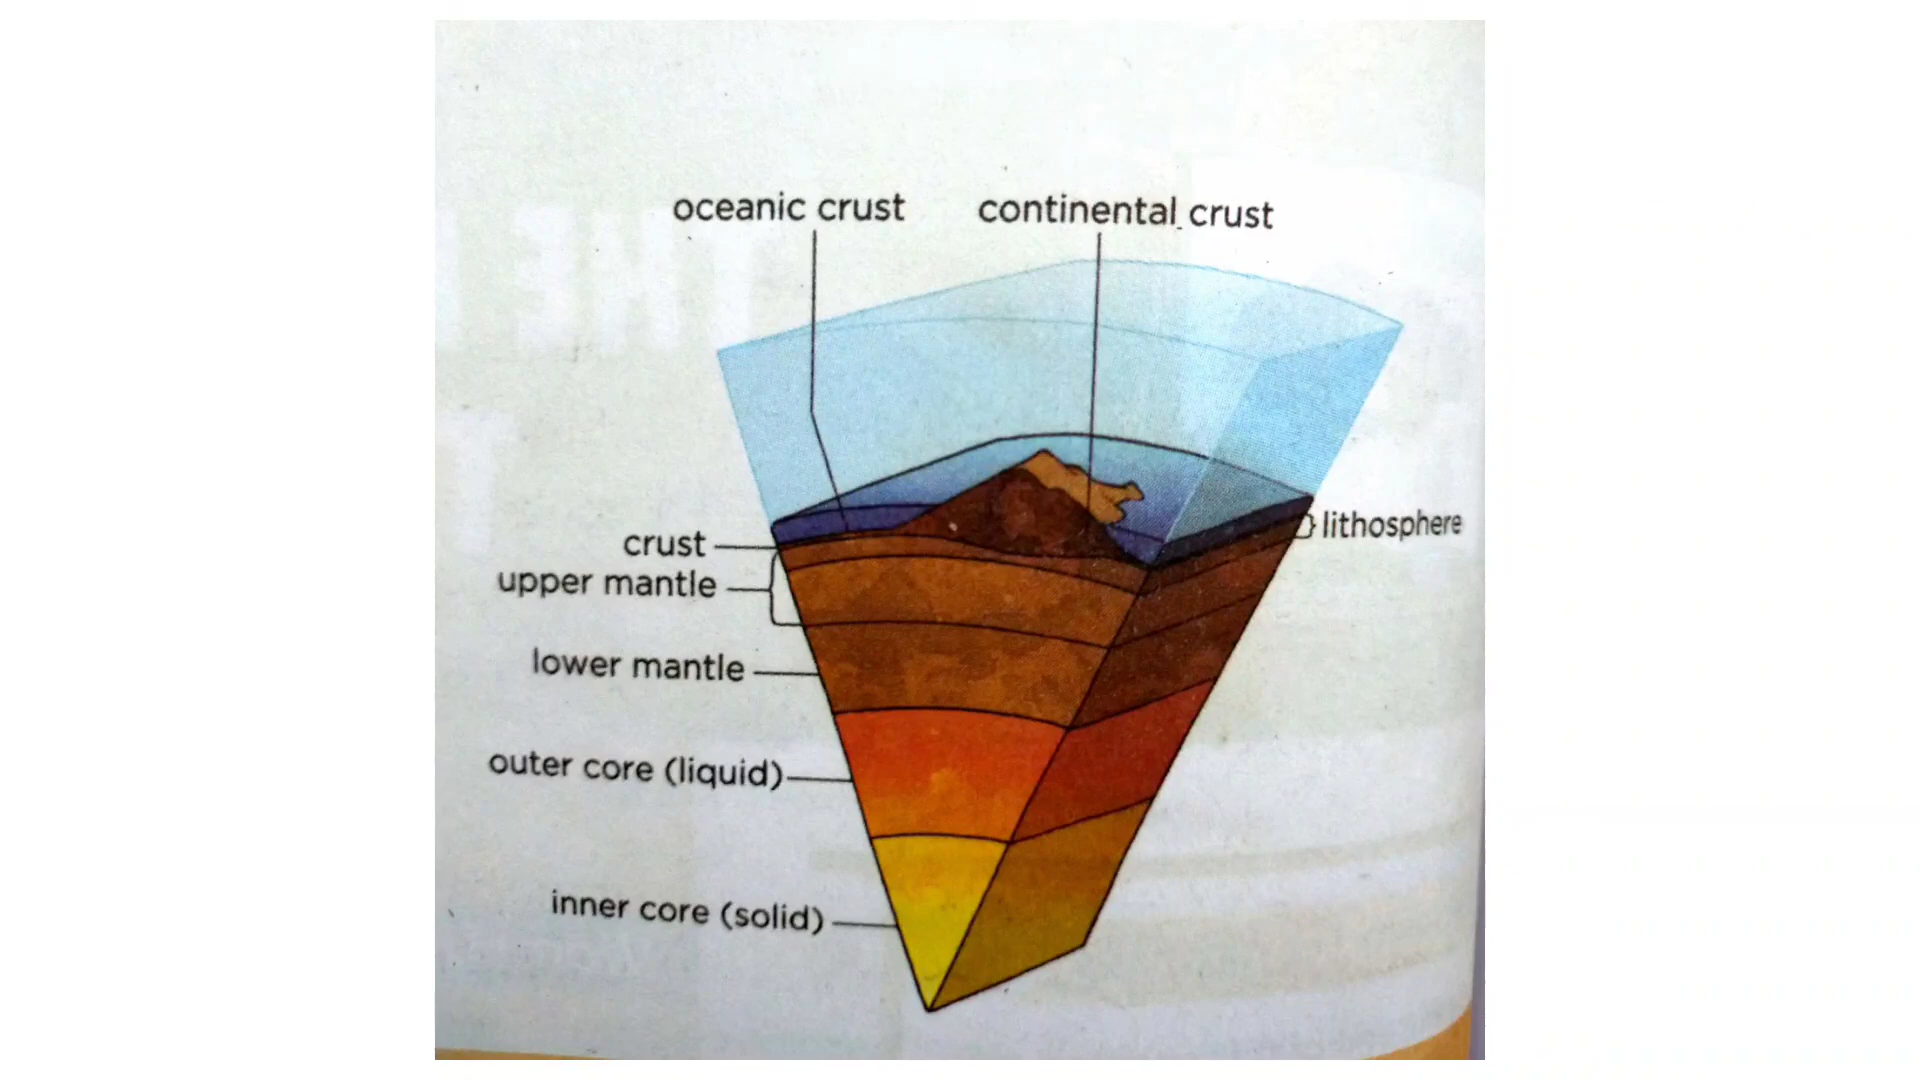 oceanic crust
continental crust
crust
lithosphere
upper mantle
lower mantle
outer core (liquid)
inner core (solid)